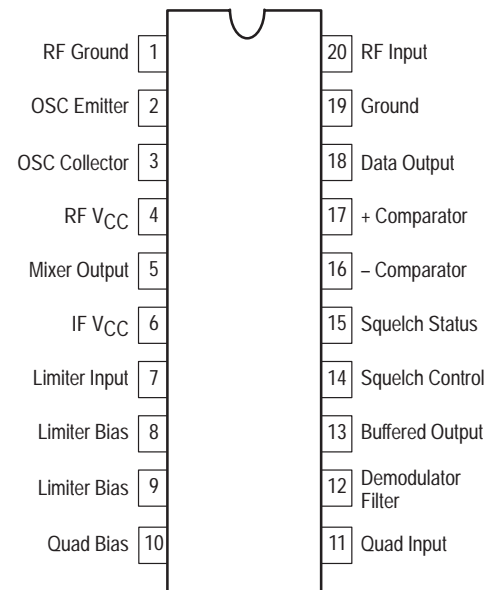 RF Ground 1
OSC Emitter 2
OSC Collector 3
RF VCC 4
Mixer Output 5
IF VCC 6
Limiter Input 7
Limiter Bias 8
Limiter Bias 9
Quad Bias 10
20 RF Input
19 Ground
18 Data Output
17 + Comparator
16 – Comparator
15 Squelch Status
14 Squelch Control
13 Buffered Output
12 Demodulator
Filter
11 Quad Input